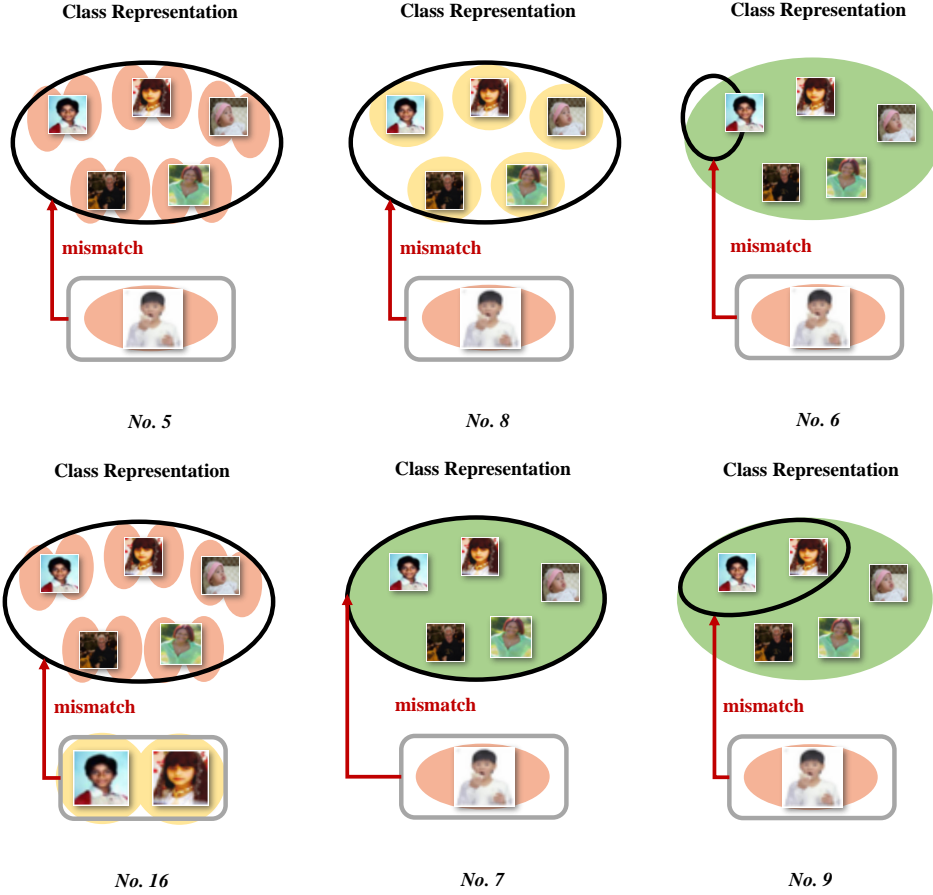 Class Representation
Class Representation
Class Representation
mismatch
mismatch
mismatch
No. 5
No. 8
No. 6
Class Representation
Class Representation
Class Representation
mismatch
mismatch
mismatch
No. 16
No. 7
No. 9